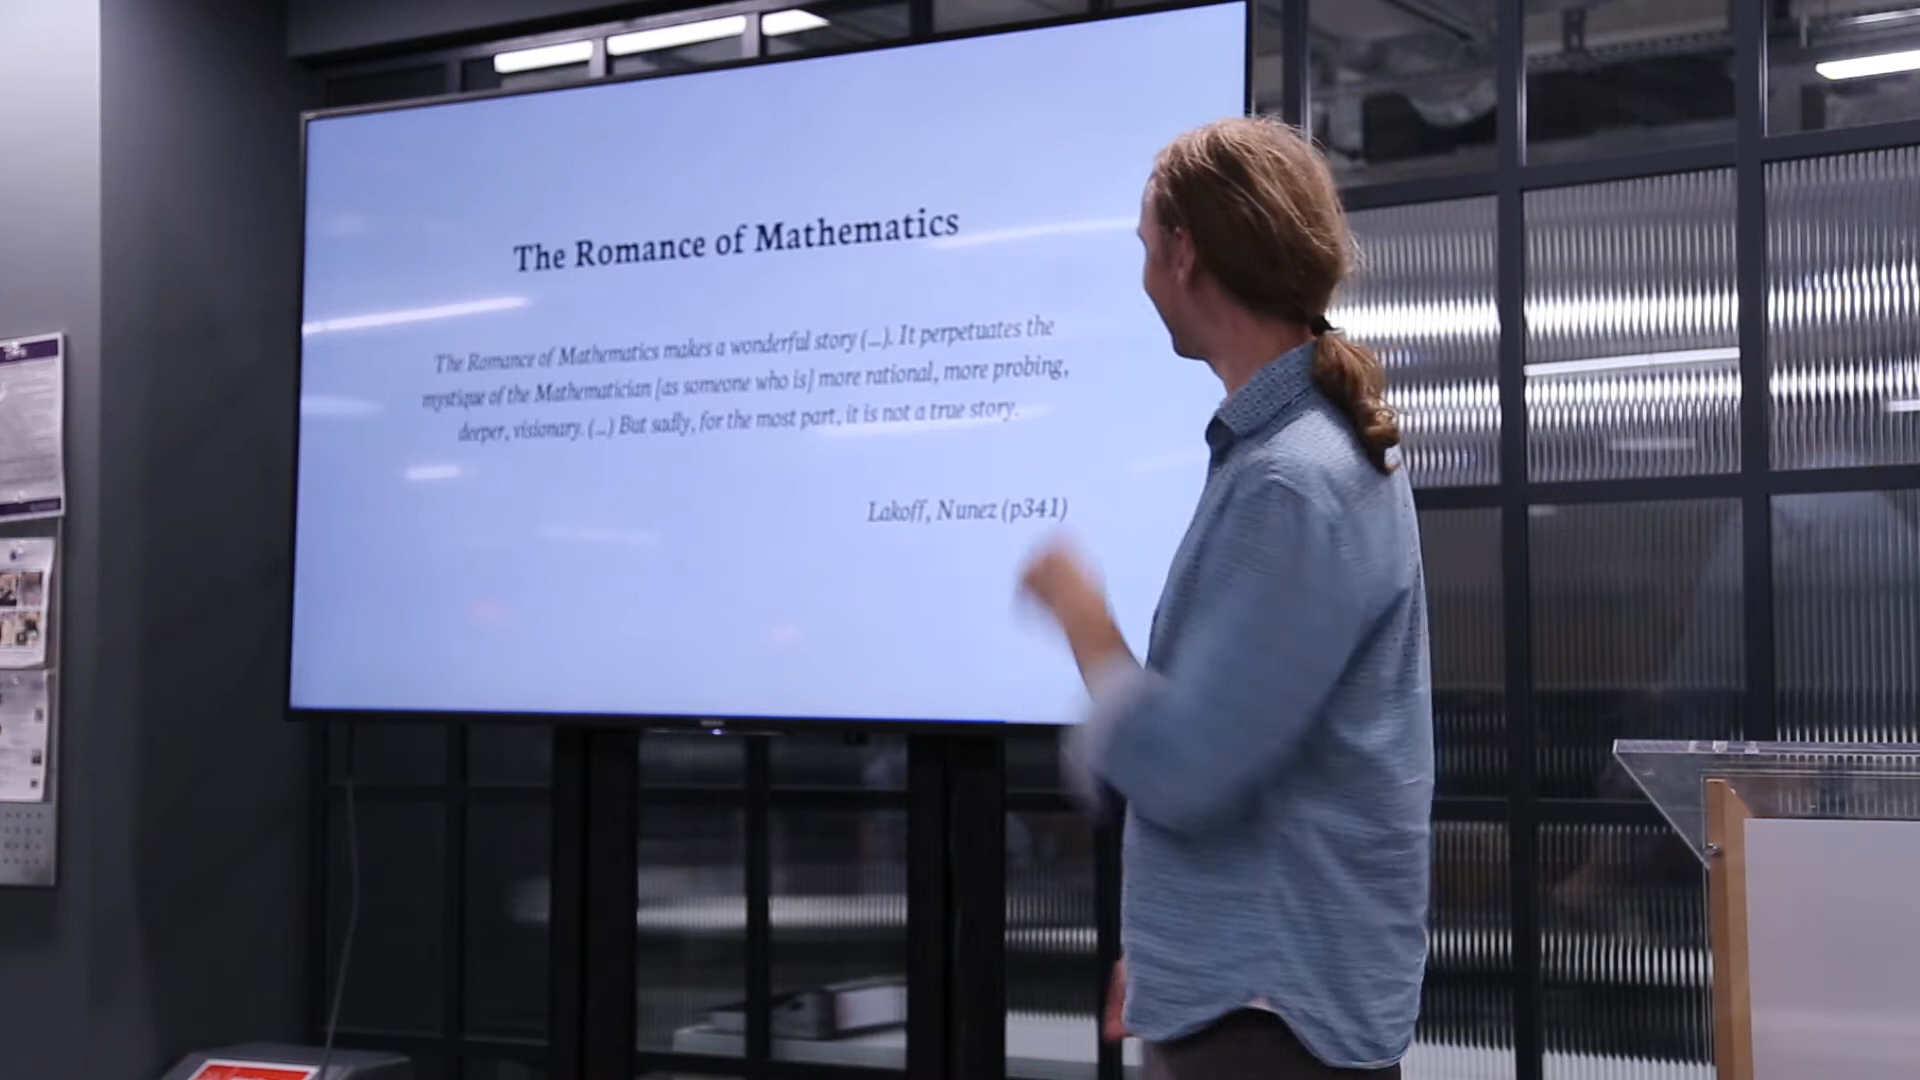 The Romance of Mathematics
The Romance of Mathematics makes a wonderful story (...). It perpetuates the
mystique of the Mathematician [as someone who is] more rational, more probing,
deeper, visionary. (...) But sadly, for the most part, it is not a true story.
Lakoff, Nunez (p341)